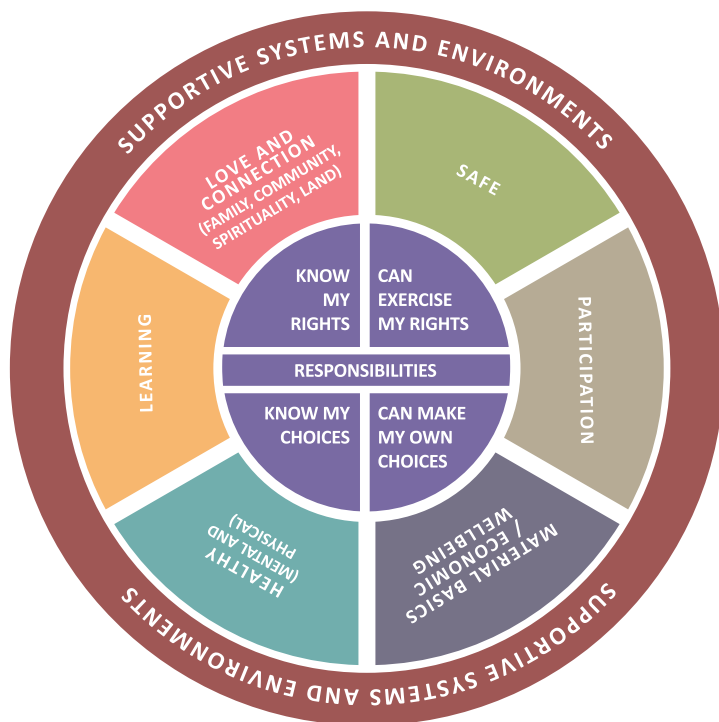 SUPPORTIVE SYSTEMS AND ENVIRONMENTS
LOVE AND
CONNECTION
(FAMILY, COMMUNITY,
SPIRITUALITY, LAND)
SAFE
PARTICIPATION
MATERIAL BASICS
/ ECONOMIC
WELLBEING
HEALTHY
(MENTAL AND
PHYSICAL)
LEARNING
KNOW
MY
RIGHTS
CAN
EXERCISE
MY RIGHTS
RESPONSIBILITIES
KNOW MY
CHOICES
CAN MAKE
MY OWN
CHOICES
SUPPORTIVE SYSTEMS AND ENVIRONMENTS